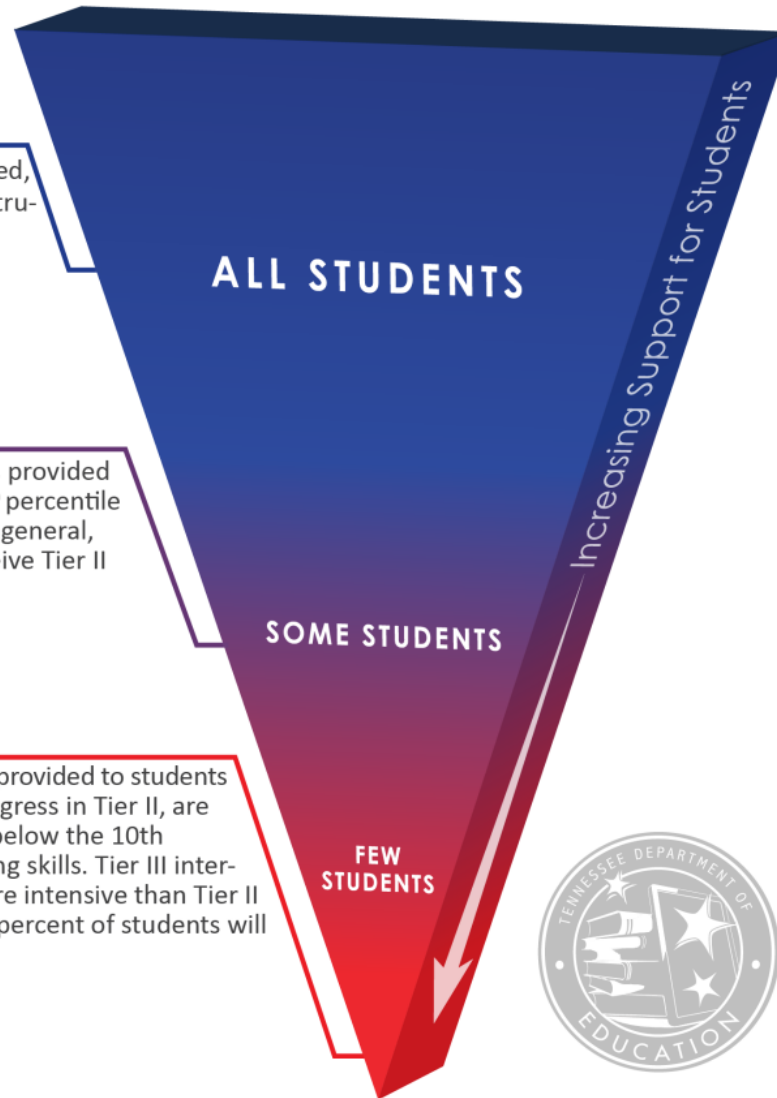 ed,
tru-
ALL STUDENTS
Increasing Support for Students
provided
percentile
general,
ive Tier II
SOME STUDENTS
provided to students
gress in Tier II, are
below the 10th
ng skills. Tier III inter-
re intensive than Tier II
percent of students will
FEW
STUDENTS
TENNESSEE DEPARTMENT OF
EDUCATION